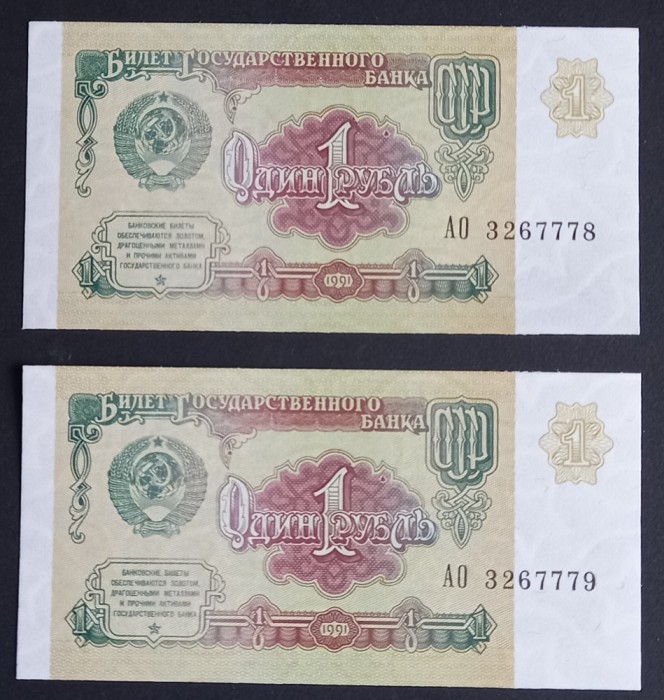 БИЛЕТ ГОСУДАРСТВЕННОГО
БАНКА
1
1
ОДИН РУБЛЬ
АО 3267778
БАНКОВСКИЕ БИЛЕТЫ
ОБЕСПЕЧИВАЮТСЯ ЗОЛОТОМ,
ДРАГОЦЕННЫМИ МЕТАЛЛАМИ
И ПРОЧИМИ АКТИВАМИ
ГОСУДАРСТВЕННОГО БАНКА
1 1 1991 1 1
БИЛЕТ ГОСУДАРСТВЕННОГО
БАНКА
1
1
ОДИН РУБЛЬ
АО 3267779
БАНКОВСКИЕ БИЛЕТЫ
ОБЕСПЕЧИВАЮТСЯ ЗОЛОТОМ,
ДРАГОЦЕННЫМИ МЕТАЛЛАМИ
И ПРОЧИМИ АКТИВАМИ
ГОСУДАРСТВЕННОГО БАНКА
1 1 1991 1 1